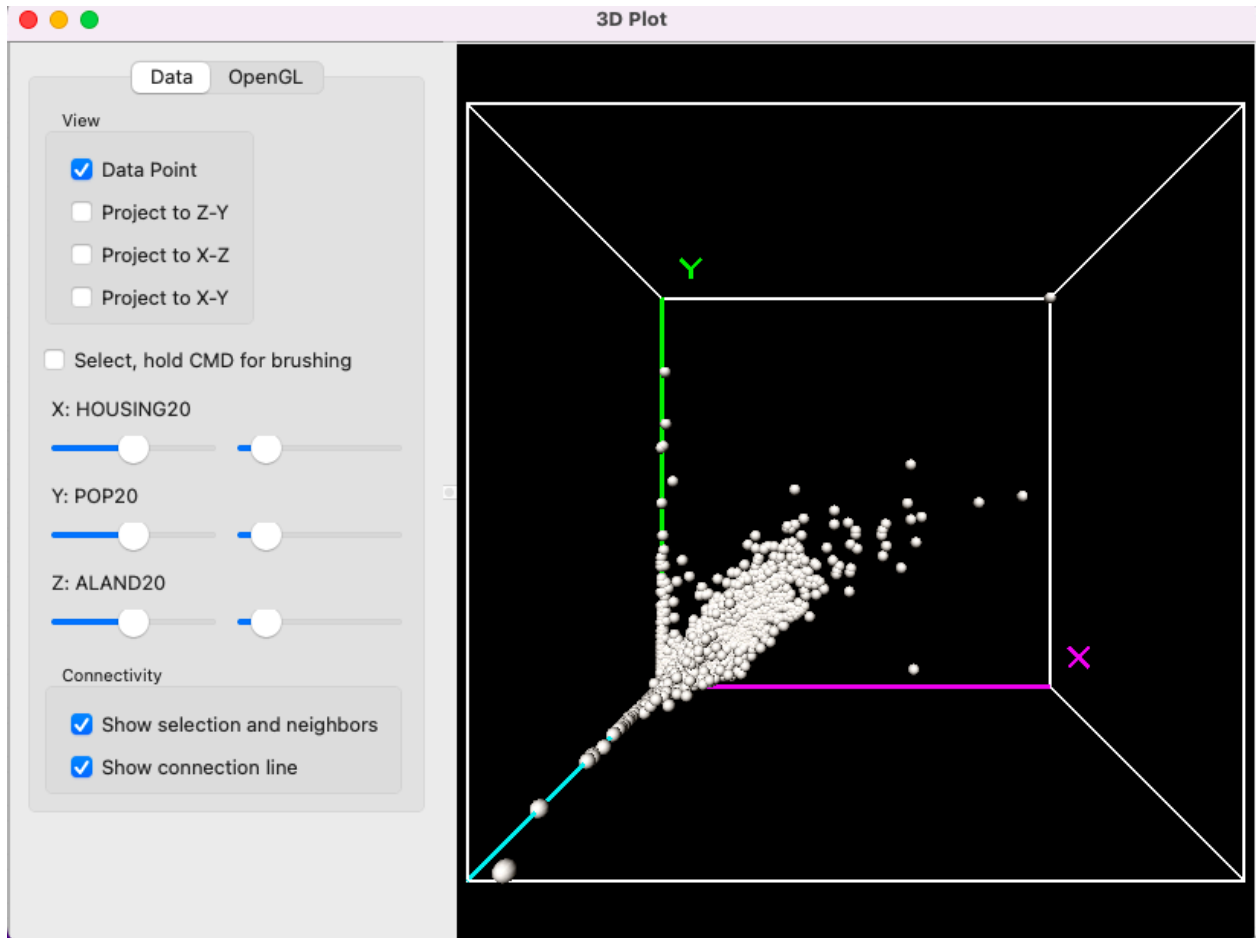 3D Plot
Data OpenGL
View
Data Point
Project to Z-Y
Project to X-Z
Project to X-Y
Select, hold CMD for brushing
X: HOUSING20
Y: POP20
Z: ALAND20
Connectivity
Show selection and neighbors
Show connection line
Y
X